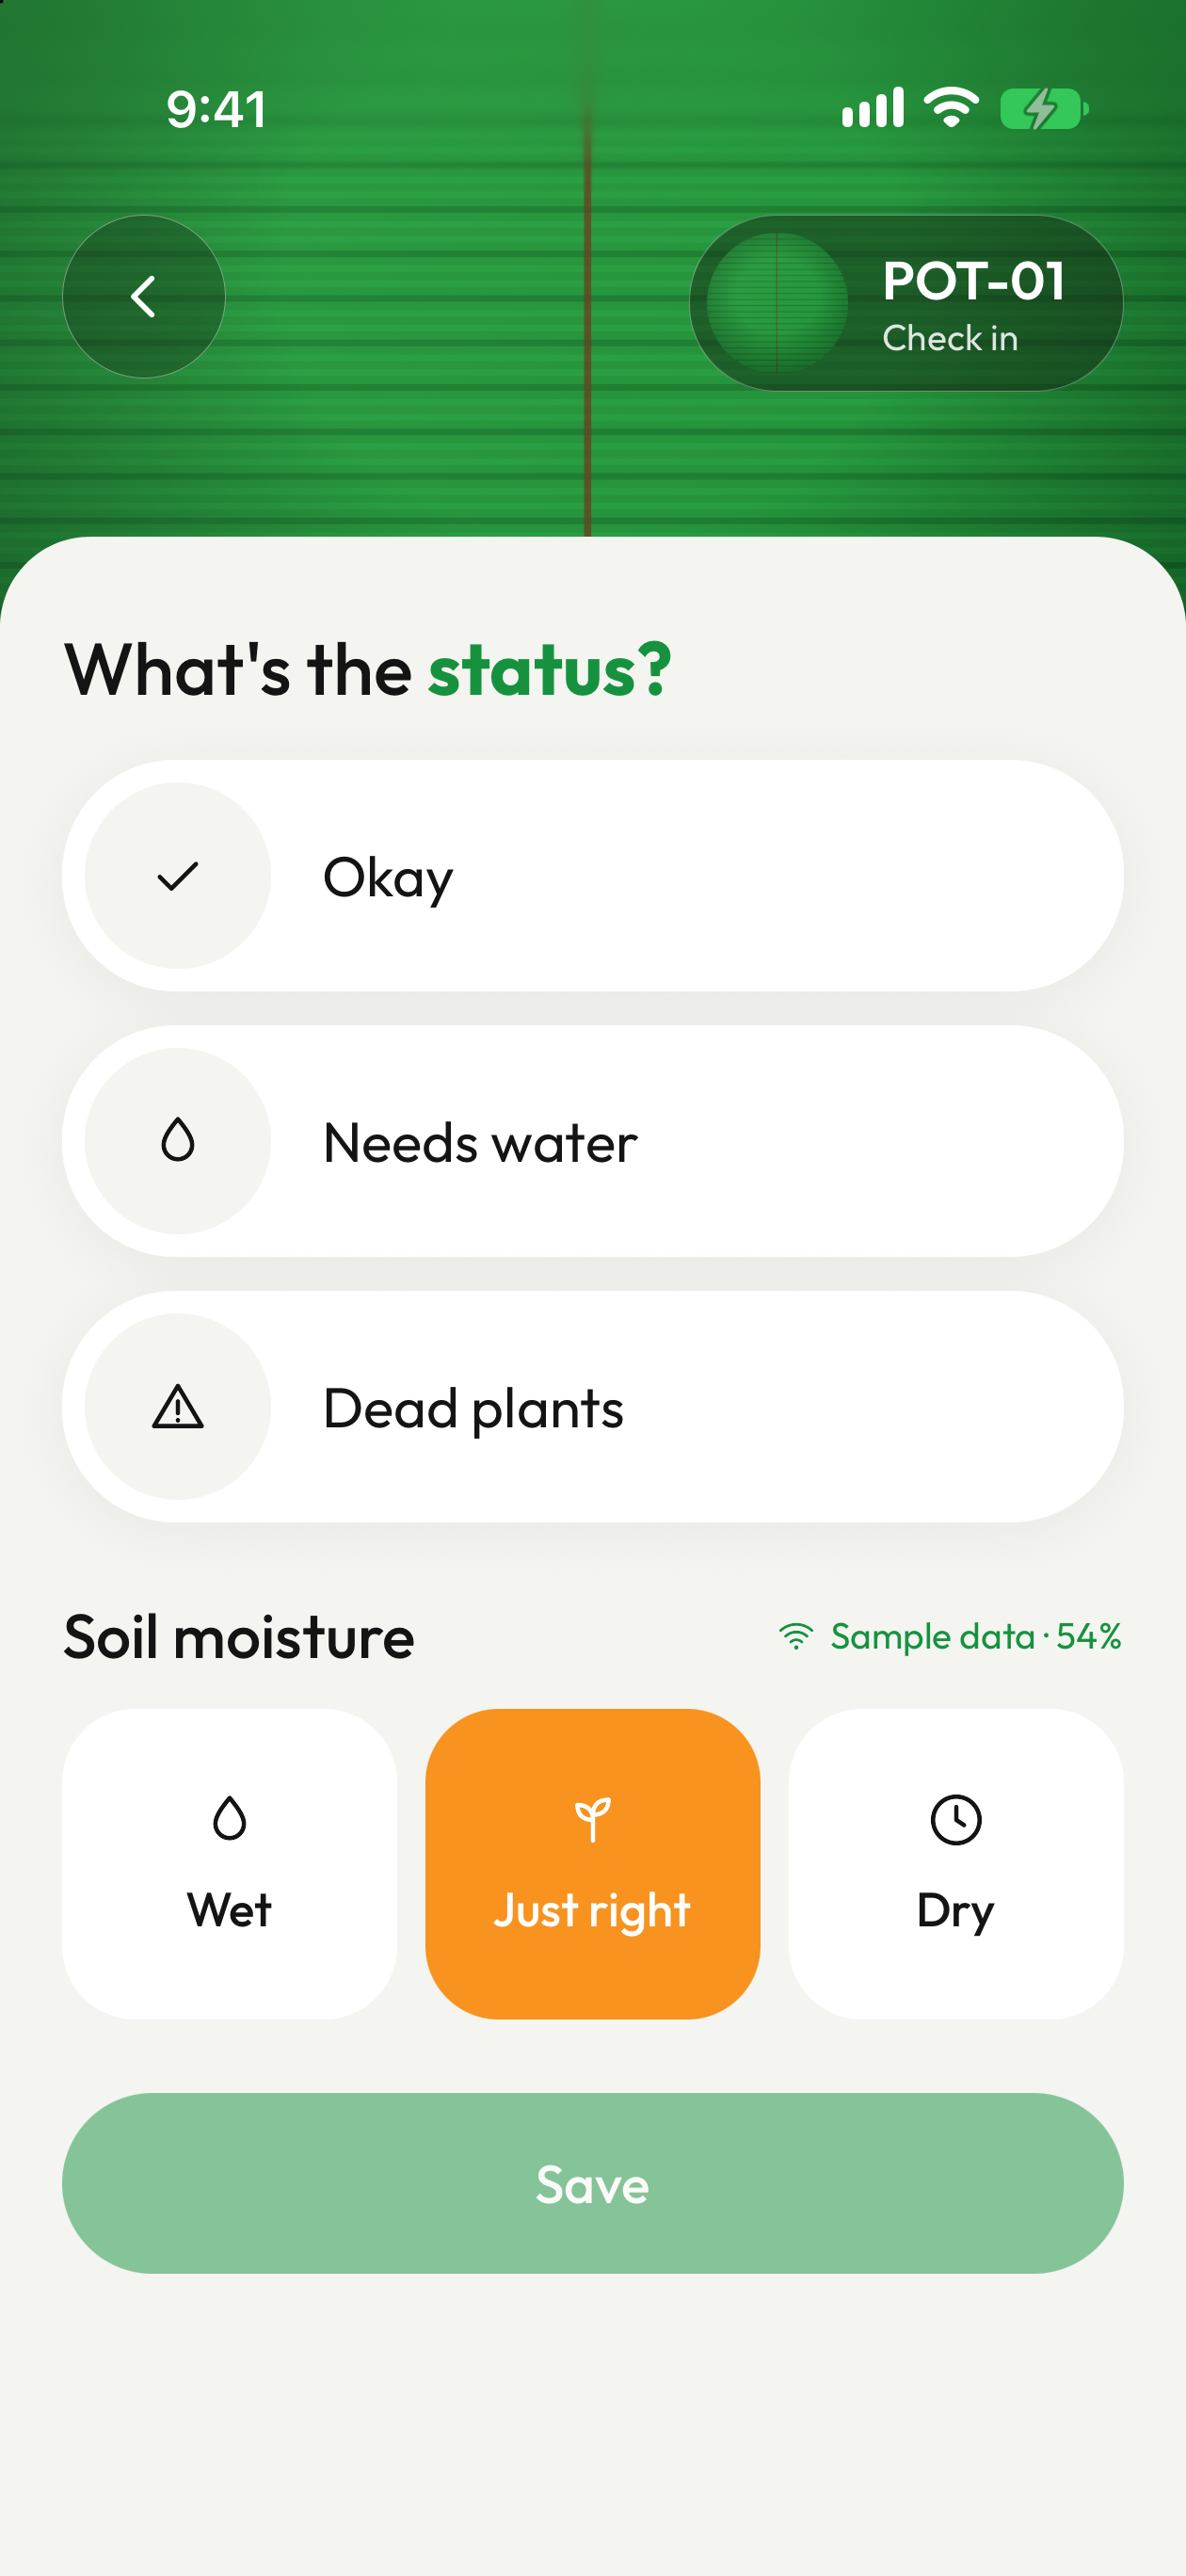 9:41
POT-01
Check in
What's the status?
Okay
Needs water
Dead plants
Soil moisture
Sample data · 54%
Wet
Just right
Dry
Save